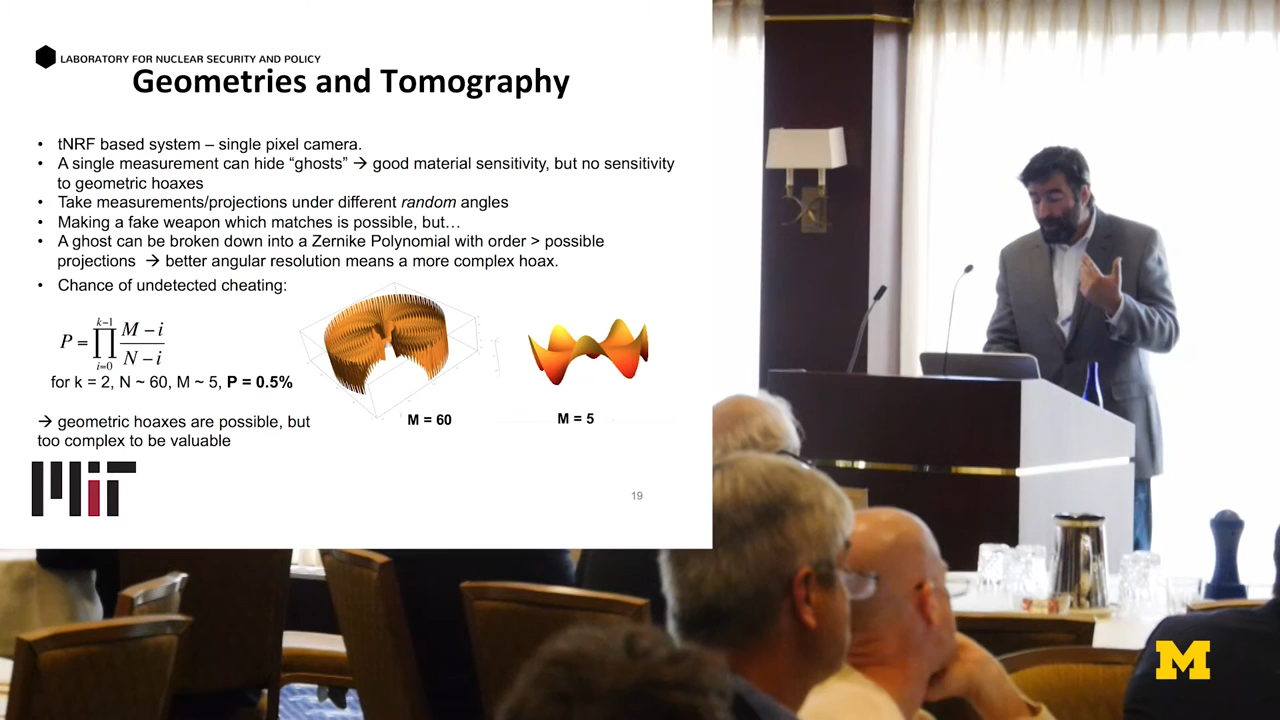 LABORATORY FOR NUCLEAR SECURITY AND POLICY
Geometries and Tomography
• tNRF based system – single pixel camera.
• A single measurement can hide “ghosts” → good material sensitivity, but no sensitivity
to geometric hoaxes
• Take measurements/projections under different random angles
• Making a fake weapon which matches is possible, but…
• A ghost can be broken down into a Zernike Polynomial with order > possible
projections → better angular resolution means a more complex hoax.
• Chance of undetected cheating:
P = ∏_{i=0}^{k−1} (M − i)/(N − i)
for k = 2, N ~ 60, M ~ 5, P = 0.5%
M = 60
M = 5
→ geometric hoaxes are possible, but
too complex to be valuable
MIT
19
M